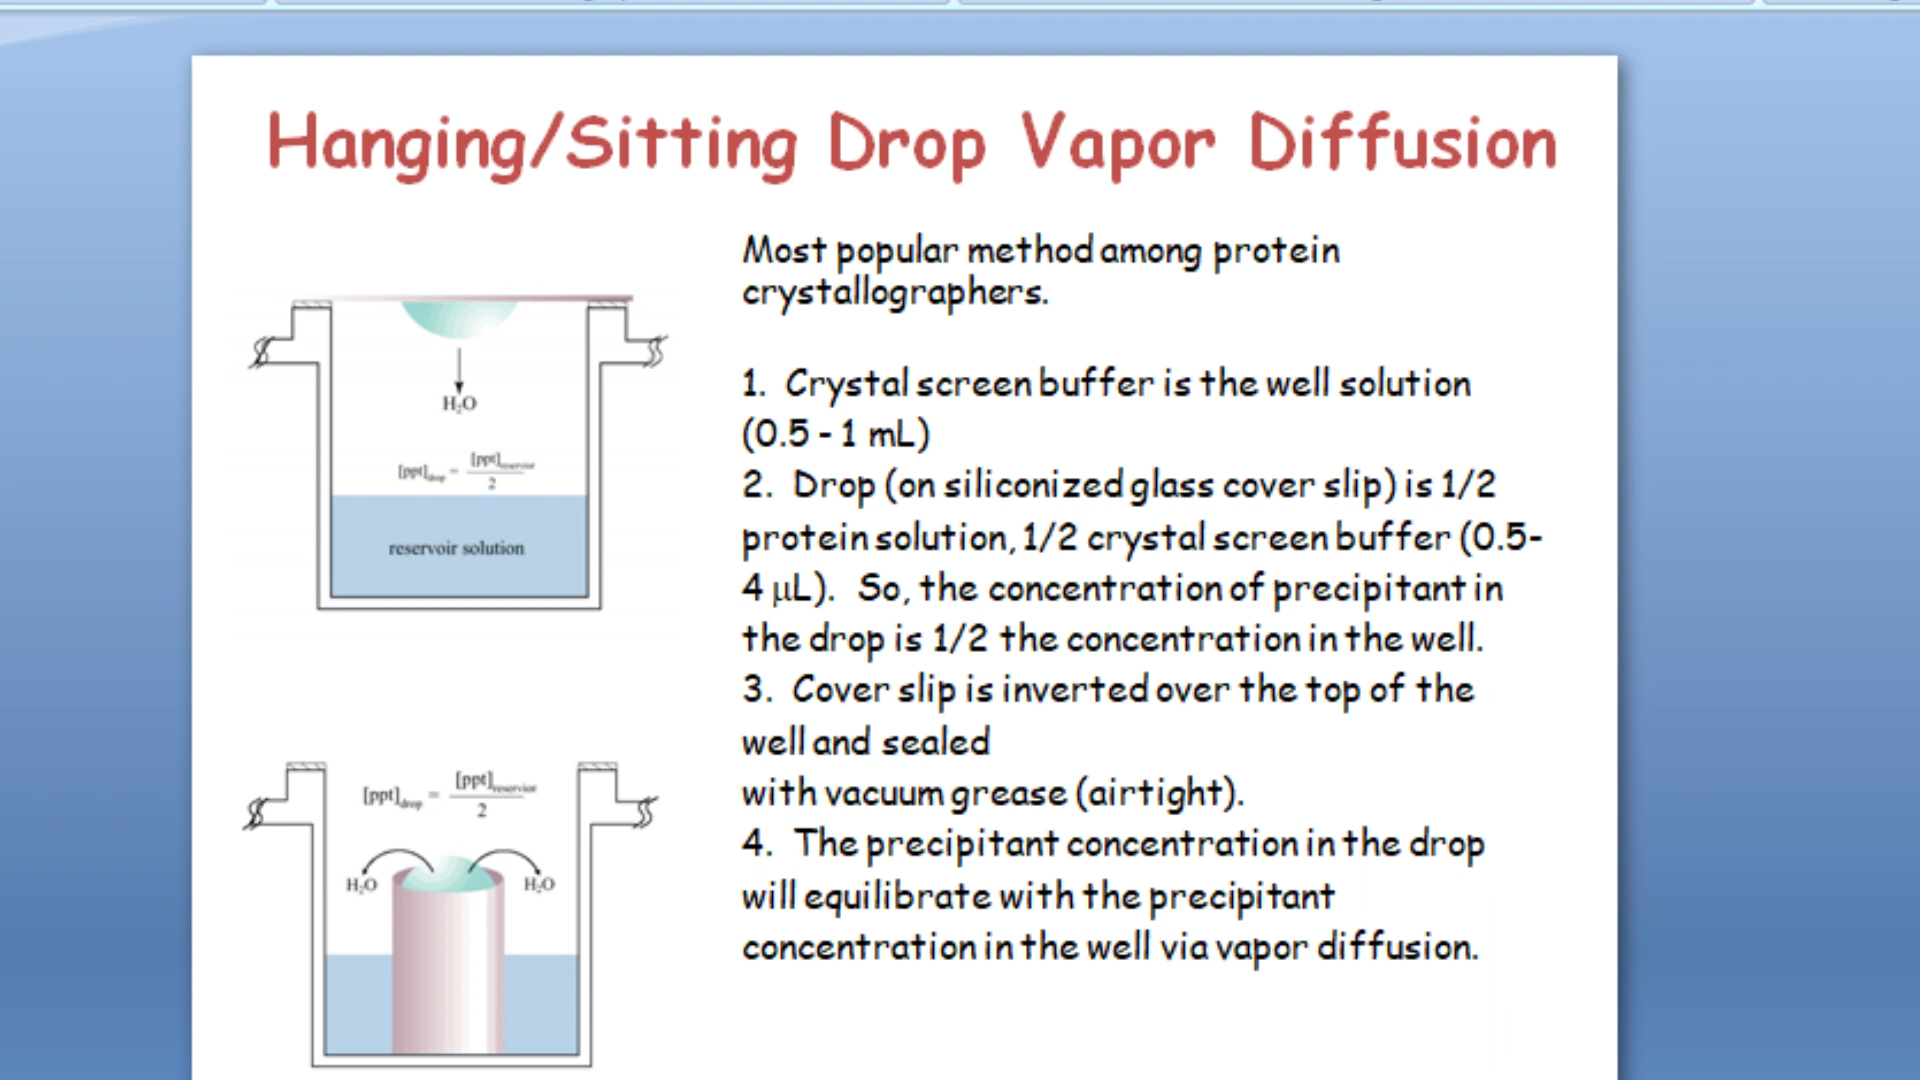 Hanging/Sitting Drop Vapor Diffusion
Most popular method among protein
crystallographers.
1. Crystal screen buffer is the well solution
(0.5 - 1 mL)
2. Drop (on siliconized glass cover slip) is 1/2
protein solution, 1/2 crystal screen buffer (0.5-
4 μL). So, the concentration of precipitant in
the drop is 1/2 the concentration in the well.
3. Cover slip is inverted over the top of the
well and sealed
with vacuum grease (airtight).
4. The precipitant concentration in the drop
will equilibrate with the precipitant
concentration in the well via vapor diffusion.
H₂O
[ppt]drop = [ppt]reservior
2
reservoir solution
[ppt]drop = [ppt]reservior
2
H₂O H₂O